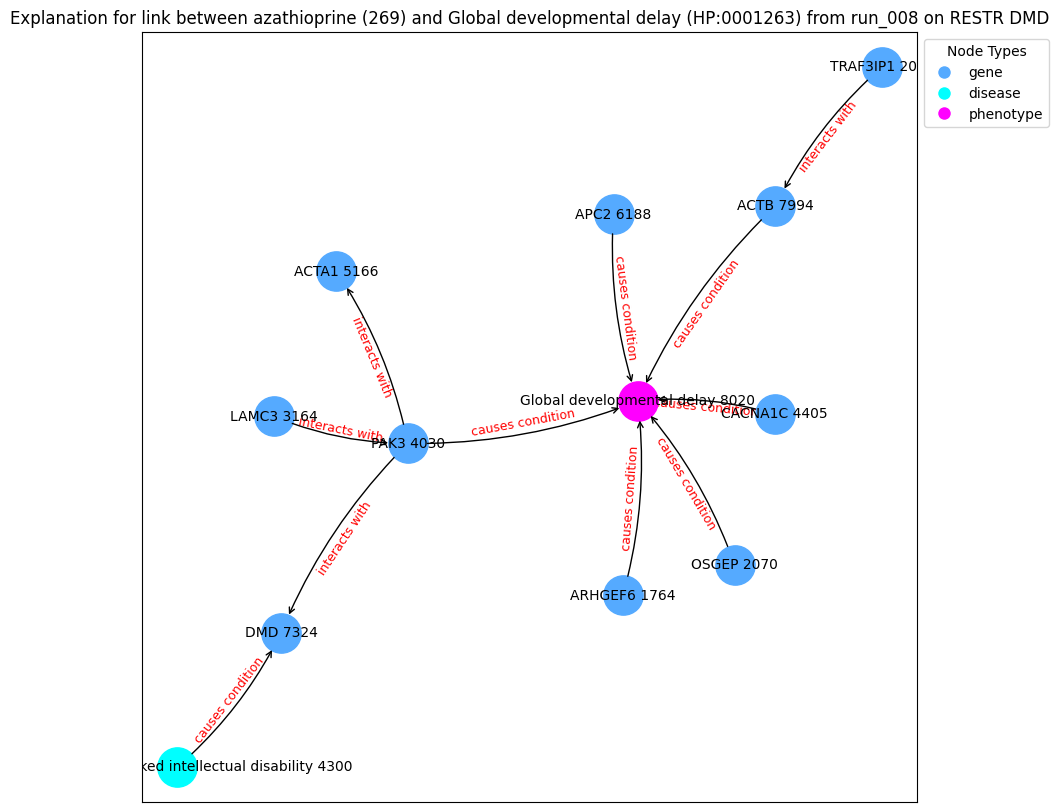 Explanation for link between azathioprine (269) and Global developmental delay (HP:0001263) from run_008 on RESTR DMD
Node Types
gene
disease
phenotype
TRAF3IP1 20
interacts with
ACTB 7994
APC2 6188
causes condition
causes condition
ACTA1 5166
interacts with
Global developmental delay 8020
causes condition
CACNA1C 4405
LAMC3 3164
interacts with
PAK3 4030
causes condition
interacts with
causes condition
causes condition
OSGEP 2070
ARHGEF6 1764
DMD 7324
causes condition
intellectual disability 4300